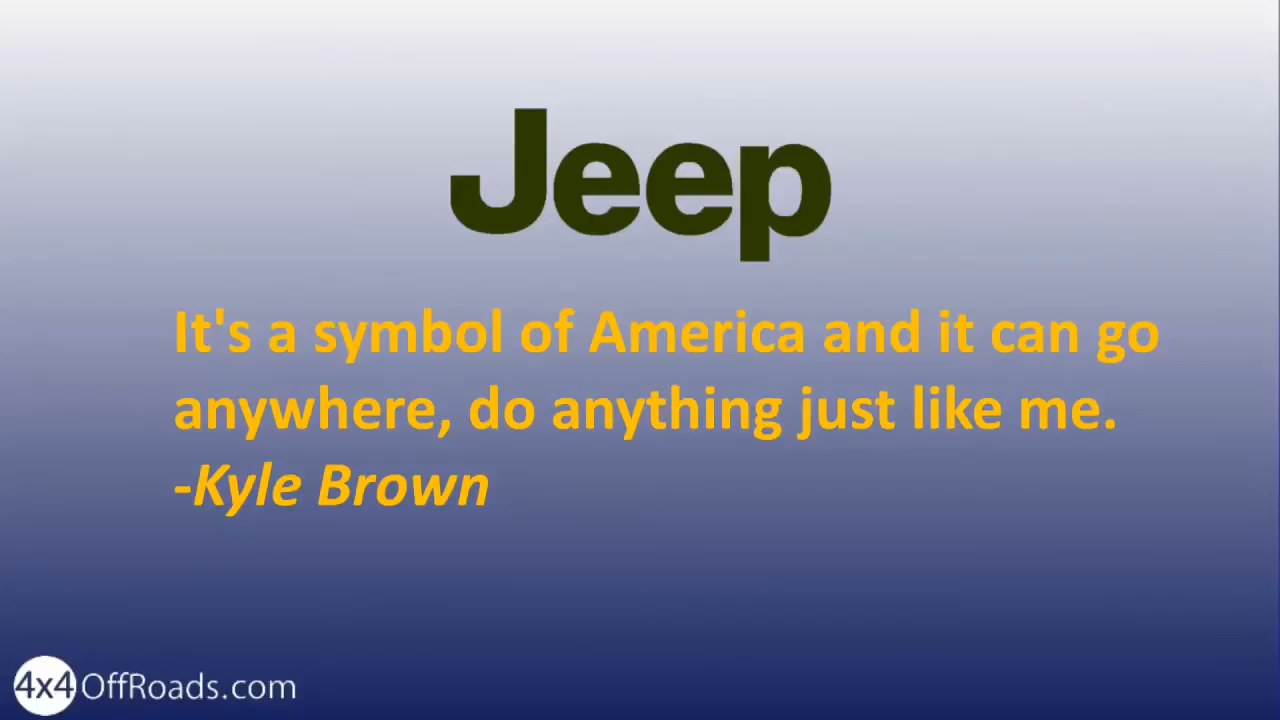 Jeep
It's a symbol of America and it can go
anywhere, do anything just like me.
-Kyle Brown
4x4OffRoads.com